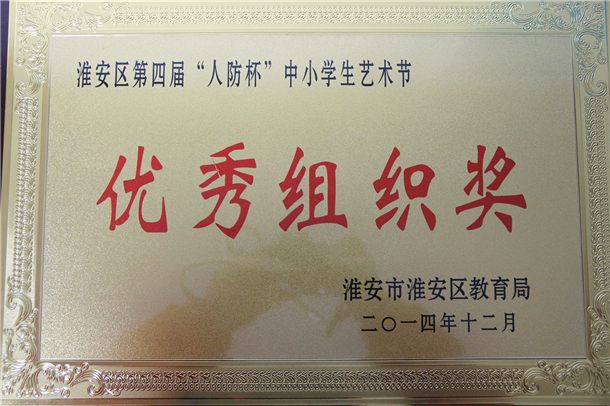 淮安区第四届“人防杯”中小学生艺术节
优秀组织奖
淮安市淮安区教育局
二〇一四年十二月